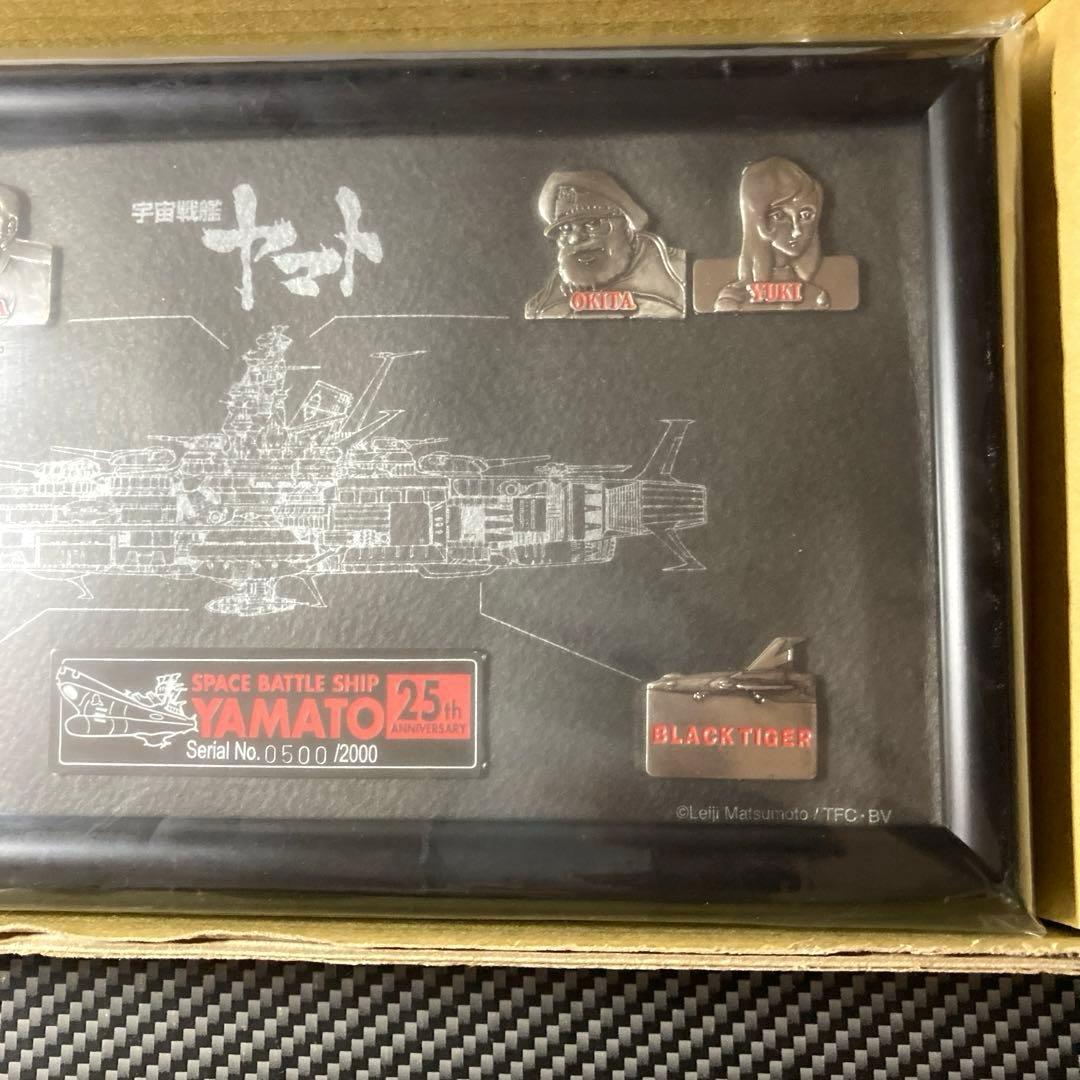 宇宙戦艦
ヤマト
OKITA
YUKI
A
SPACE BATTLE SHIP
YAMATO
25th
ANNIVERSARY
Serial No. 0500 /2000
BLACK TIGER
©Leiji Matsumoto / TFC・BV